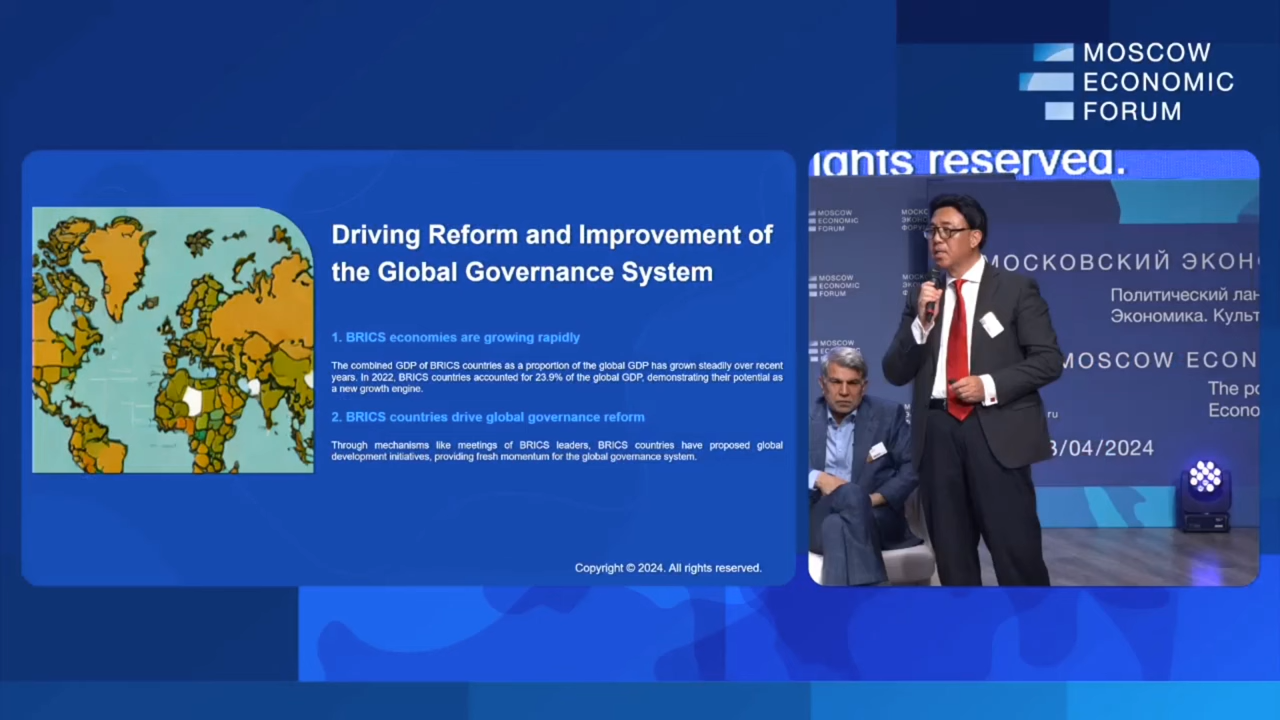 MOSCOW
ECONOMIC
FORUM
Driving Reform and Improvement of
the Global Governance System
1. BRICS economies are growing rapidly
The combined GDP of BRICS countries as a proportion of the global GDP has grown steadily over recent
years. In 2022, BRICS countries accounted for 23.9% of the global GDP, demonstrating their potential as
a new growth engine.
2. BRICS countries drive global governance reform
Through mechanisms like meetings of BRICS leaders, BRICS countries have proposed global
development initiatives, providing fresh momentum for the global governance system.
Copyright © 2024. All rights reserved.
ights reserved.
MOSCOW
ECONOMIC
FORUM
MOSCOW
ECONOMIC
FORUM
МОСКОВСКИЙ ЭКОНО
Политический лан
Экономика. Культ
MOSCOW ECON
The po
Econo
ru
3/04/2024